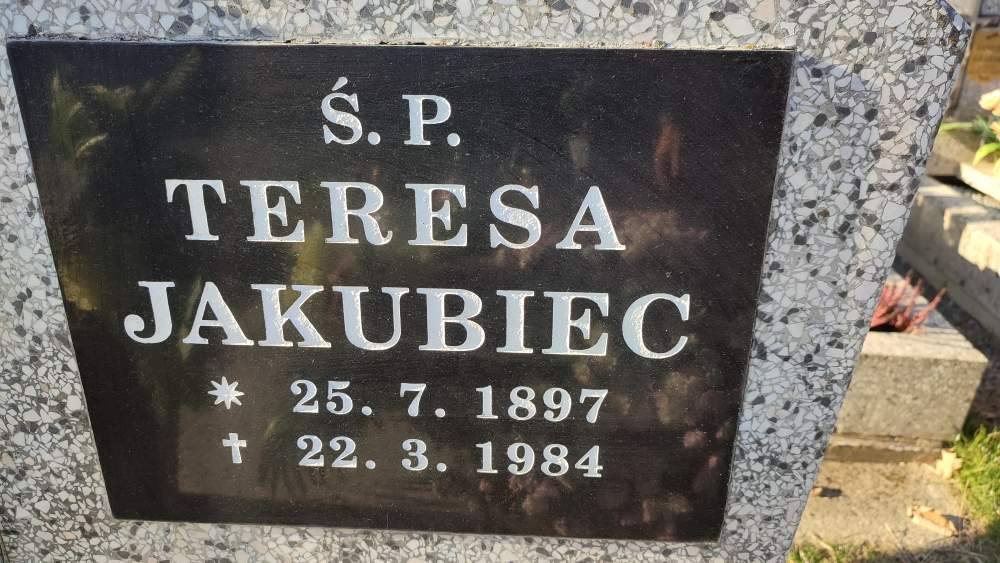 Ś. P.
TERESA
JAKUBIEC
* 25. 7. 1897
✝ 22. 3. 1984